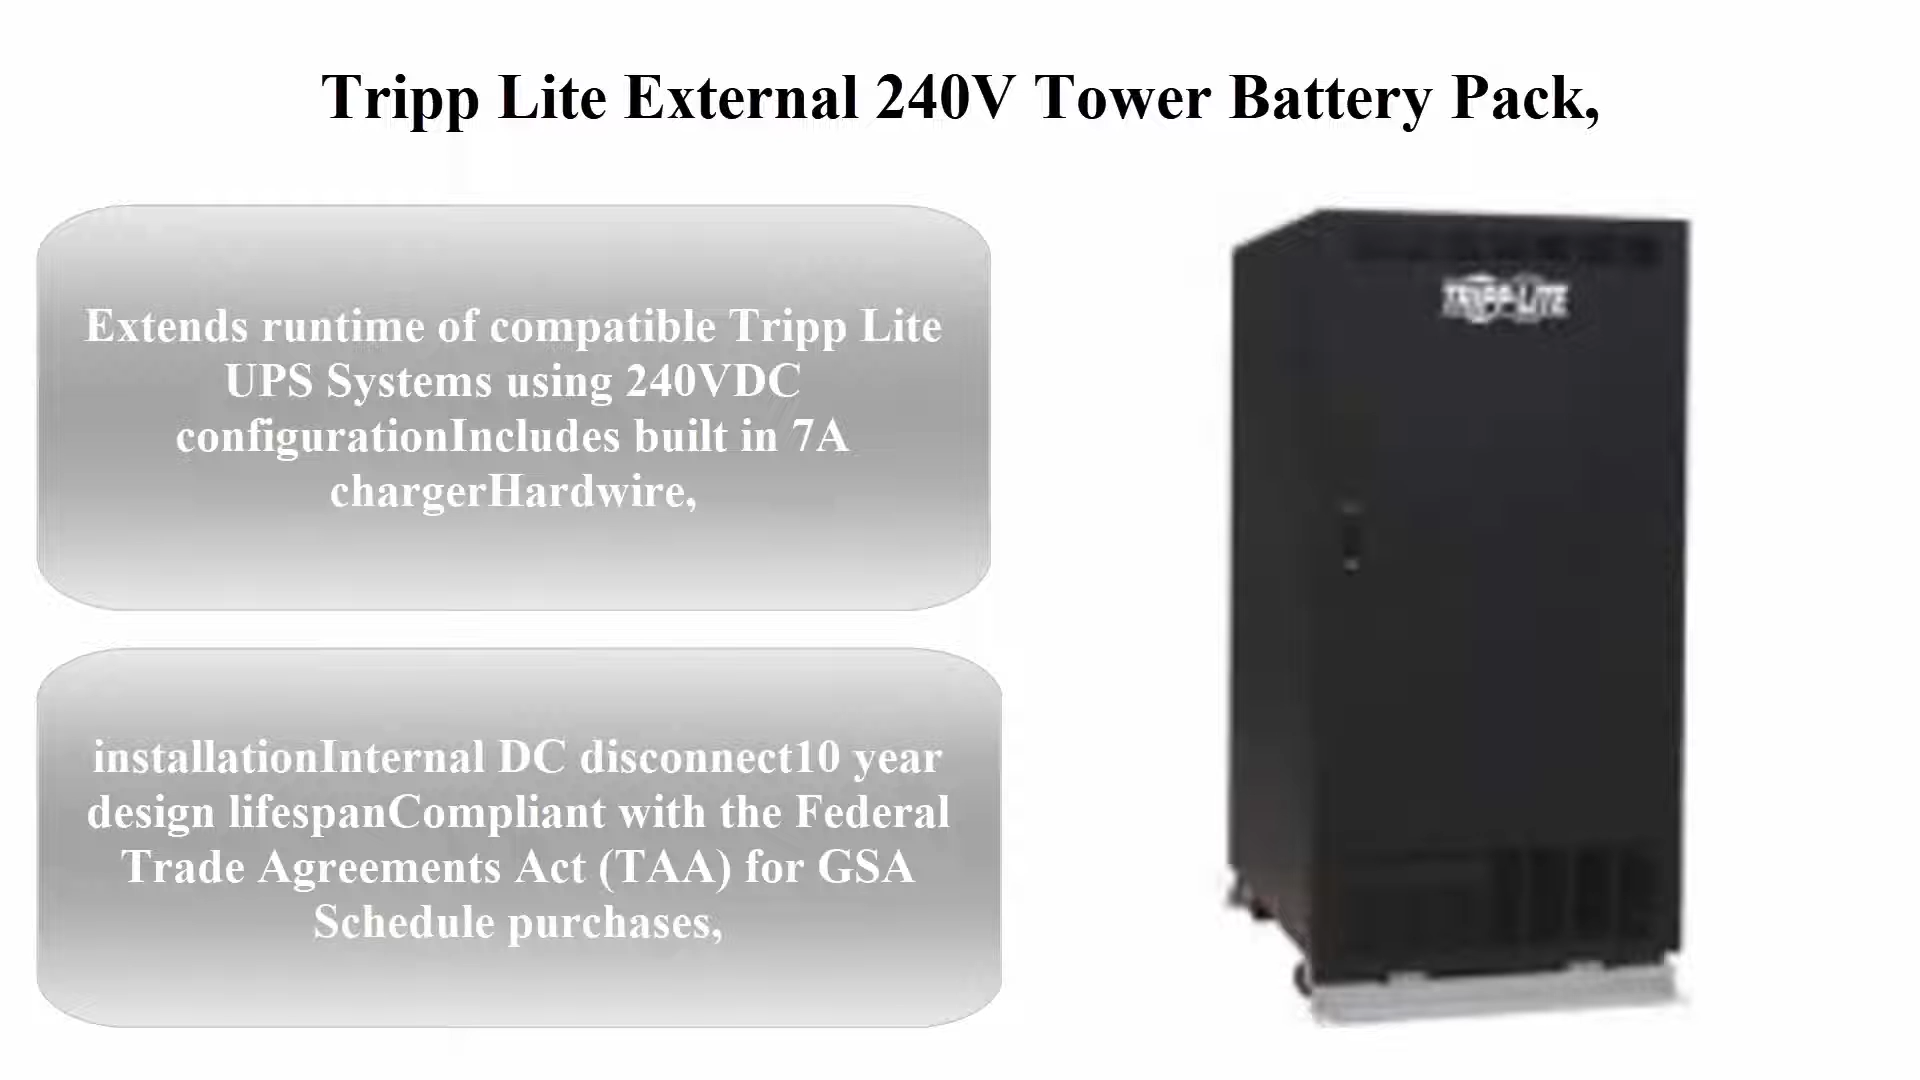 Tripp Lite External 240V Tower Battery Pack,
Extends runtime of compatible Tripp Lite
UPS Systems using 240VDC
configurationIncludes built in 7A
chargerHardwire,
TRIPP-LITE
installationInternal DC disconnect10 year
design lifespanCompliant with the Federal
Trade Agreements Act (TAA) for GSA
Schedule purchases,